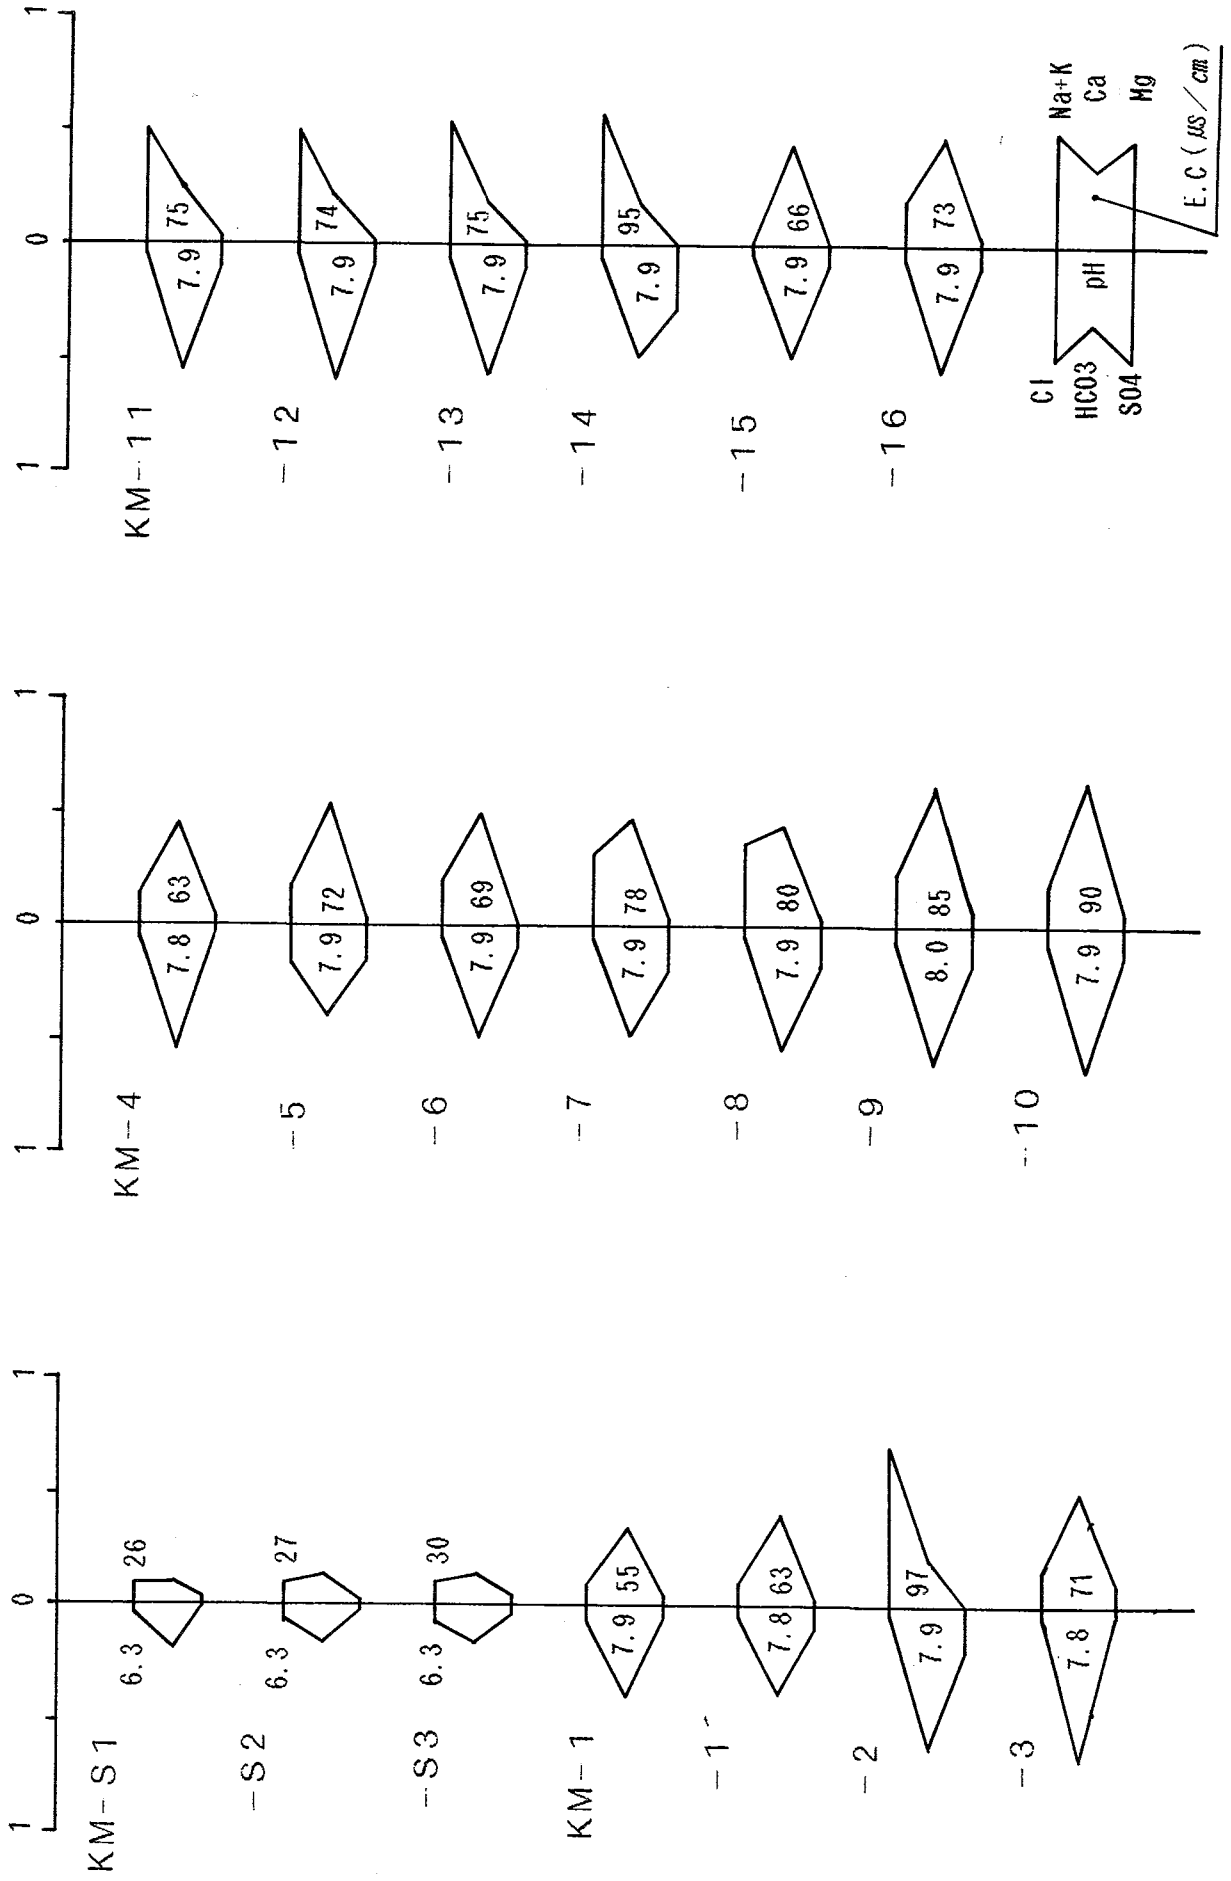 1 0 1
KM-S1
6.3 26
-S2
6.3 27
-S3
6.3 30
KM-1
7.9 55
-1'
7.8 63
-2
7.9 97
-3
7.8 71
1 0 1
KM-4
7.8 63
-5
7.9 72
-6
7.9 69
-7
7.9 78
-8
7.9 80
-9
8.0 85
-10
7.9 90
1 0 1
KM-11
7.9 75
-12
7.9 74
-13
7.9 75
-14
7.9 95
-15
7.9 66
-16
7.9 73
Cl Na+K
HCO3 pH Ca
SO4 Mg
E.C (μs/cm)